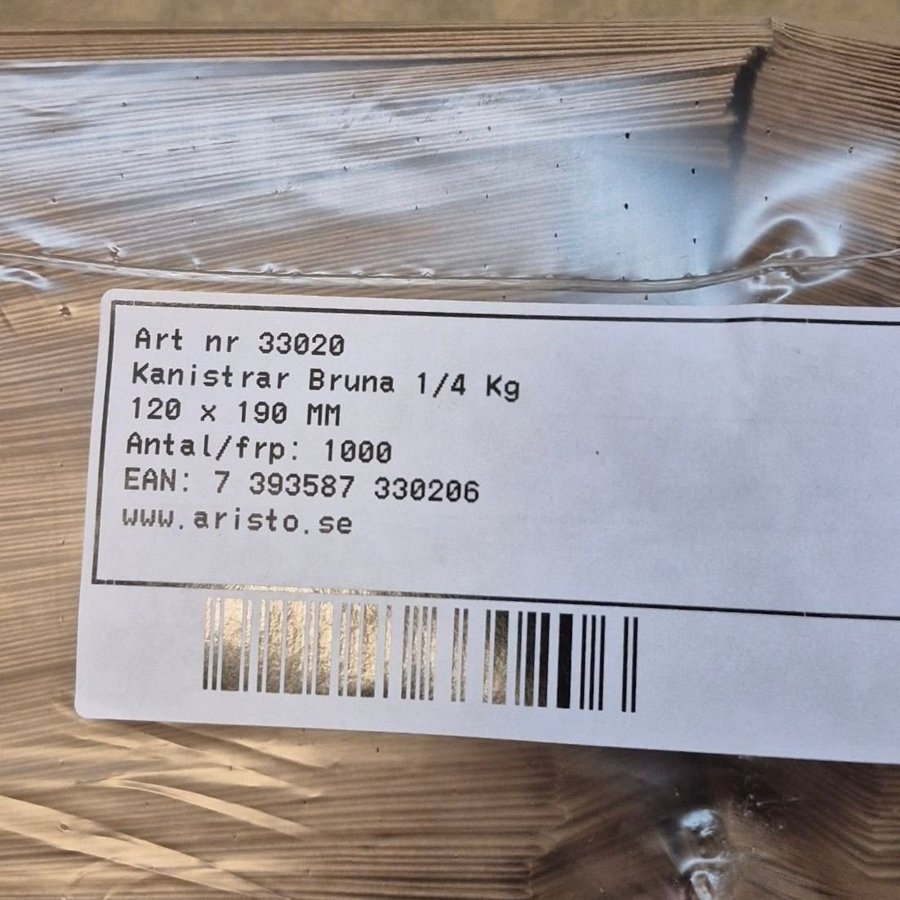 Art nr 33020
Kanistrar Bruna 1/4 Kg
120 x 190 MM
Antal/frp: 1000
EAN: 7 393587 330206
www.aristo.se